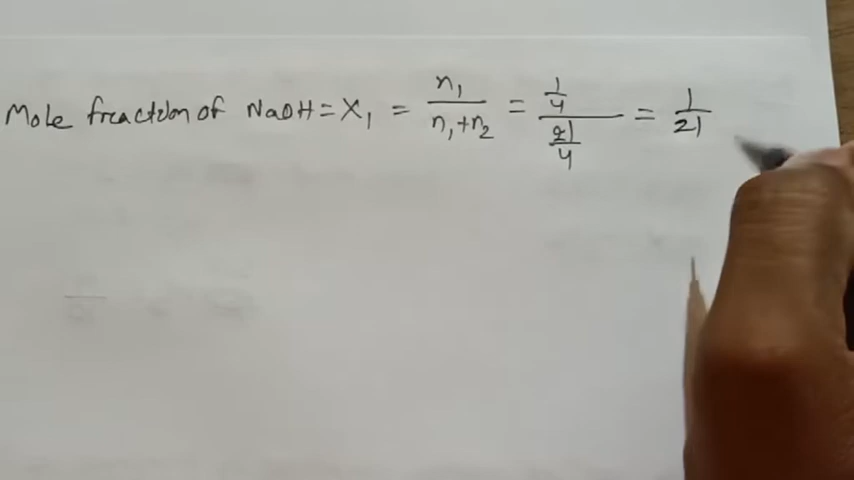 Mole fraction of NaOH = X₁ = n₁/(n₁+n₂) = (1/4)/(21/4) = 1/21